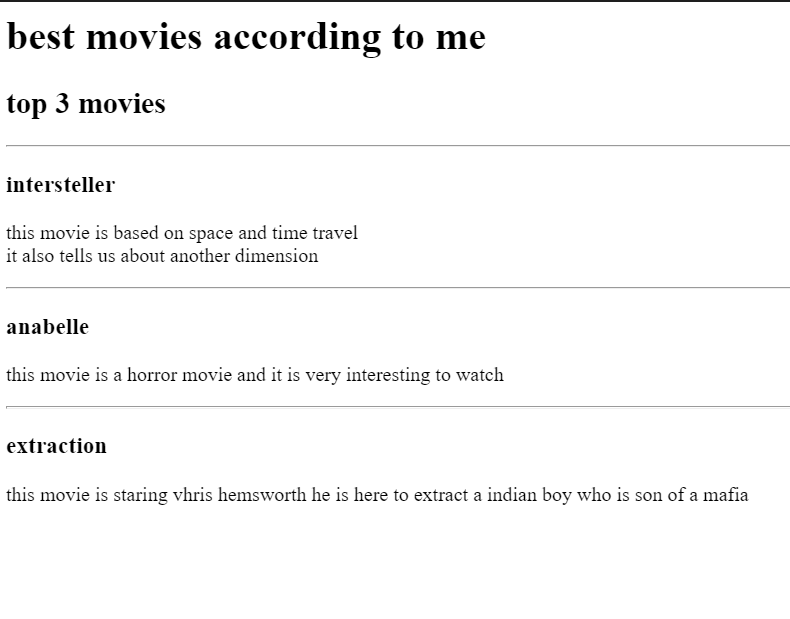 best movies according to me
top 3 movies
intersteller
this movie is based on space and time travel
it also tells us about another dimension
anabelle
this movie is a horror movie and it is very interesting to watch
extraction
this movie is staring vhris hemsworth he is here to extract a indian boy who is son of a mafia